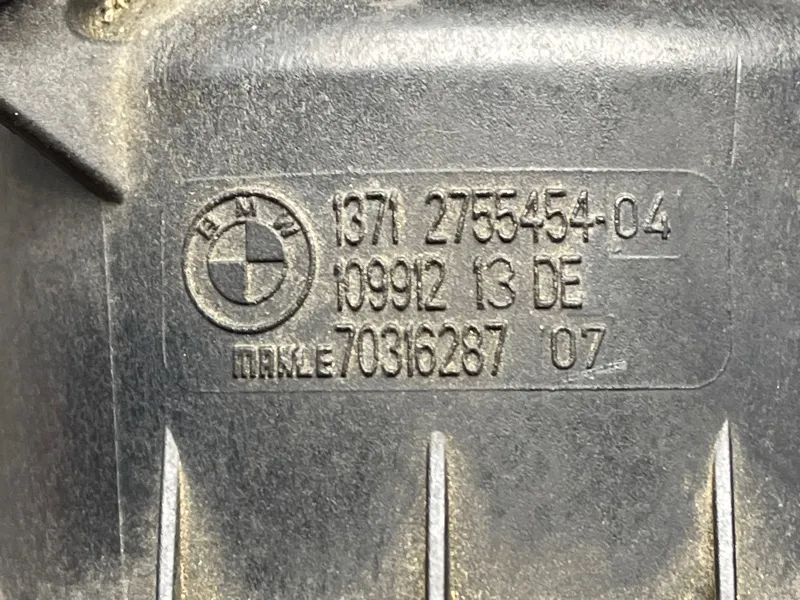 BMW
1371 2755454-04
109912 13 DE
MAHLE 70316287 07